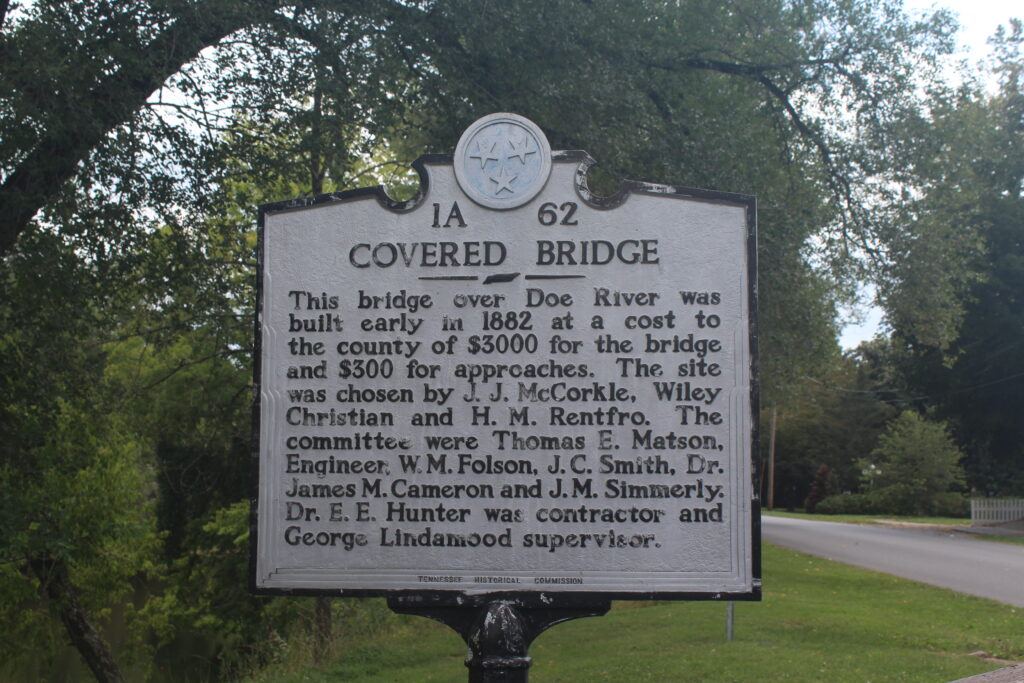 1A 62
COVERED BRIDGE
This bridge over Doe River was
built early in 1882 at a cost to
the county of $3000 for the bridge
and $300 for approaches. The site
was chosen by J. J. McCorkle, Wiley
Christian and H. M. Rentfro. The
committee were Thomas E. Matson,
Engineer, W. M. Folson, J. C. Smith, Dr.
James M. Cameron and J. M. Simmerly.
Dr. E. E. Hunter was contractor and
George Lindamood supervisor.
TENNESSEE HISTORICAL COMMISSION